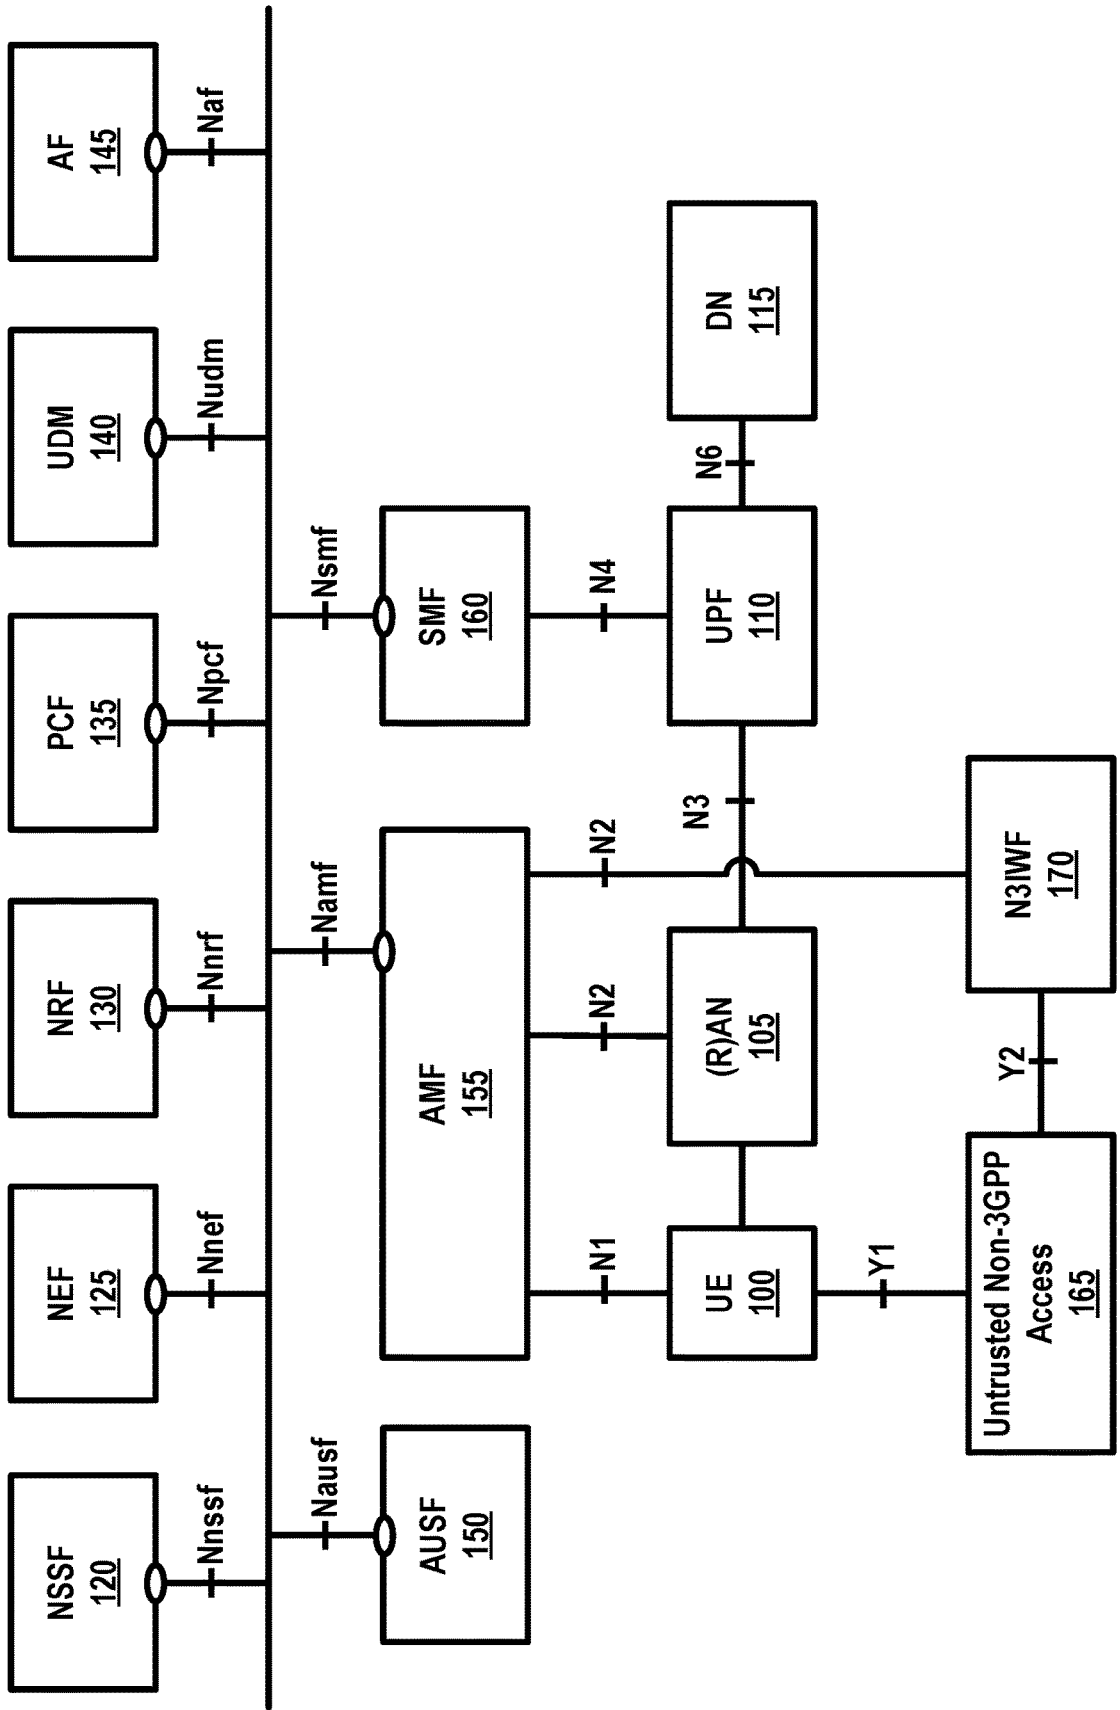 NSSF
120
NEF
125
NRF
130
PCF
135
UDM
140
AF
145
Nnssf
Nnef
Nnrf
Npcf
Nudm
Naf
Nausf
Namf
Nsmf
AUSF
150
AMF
155
SMF
160
N1
N2
N2
N4
UE
100
(R)AN
105
N3
UPF
110
N6
DN
115
Y1
Untrusted Non-3GPP
Access
165
Y2
N3IWF
170